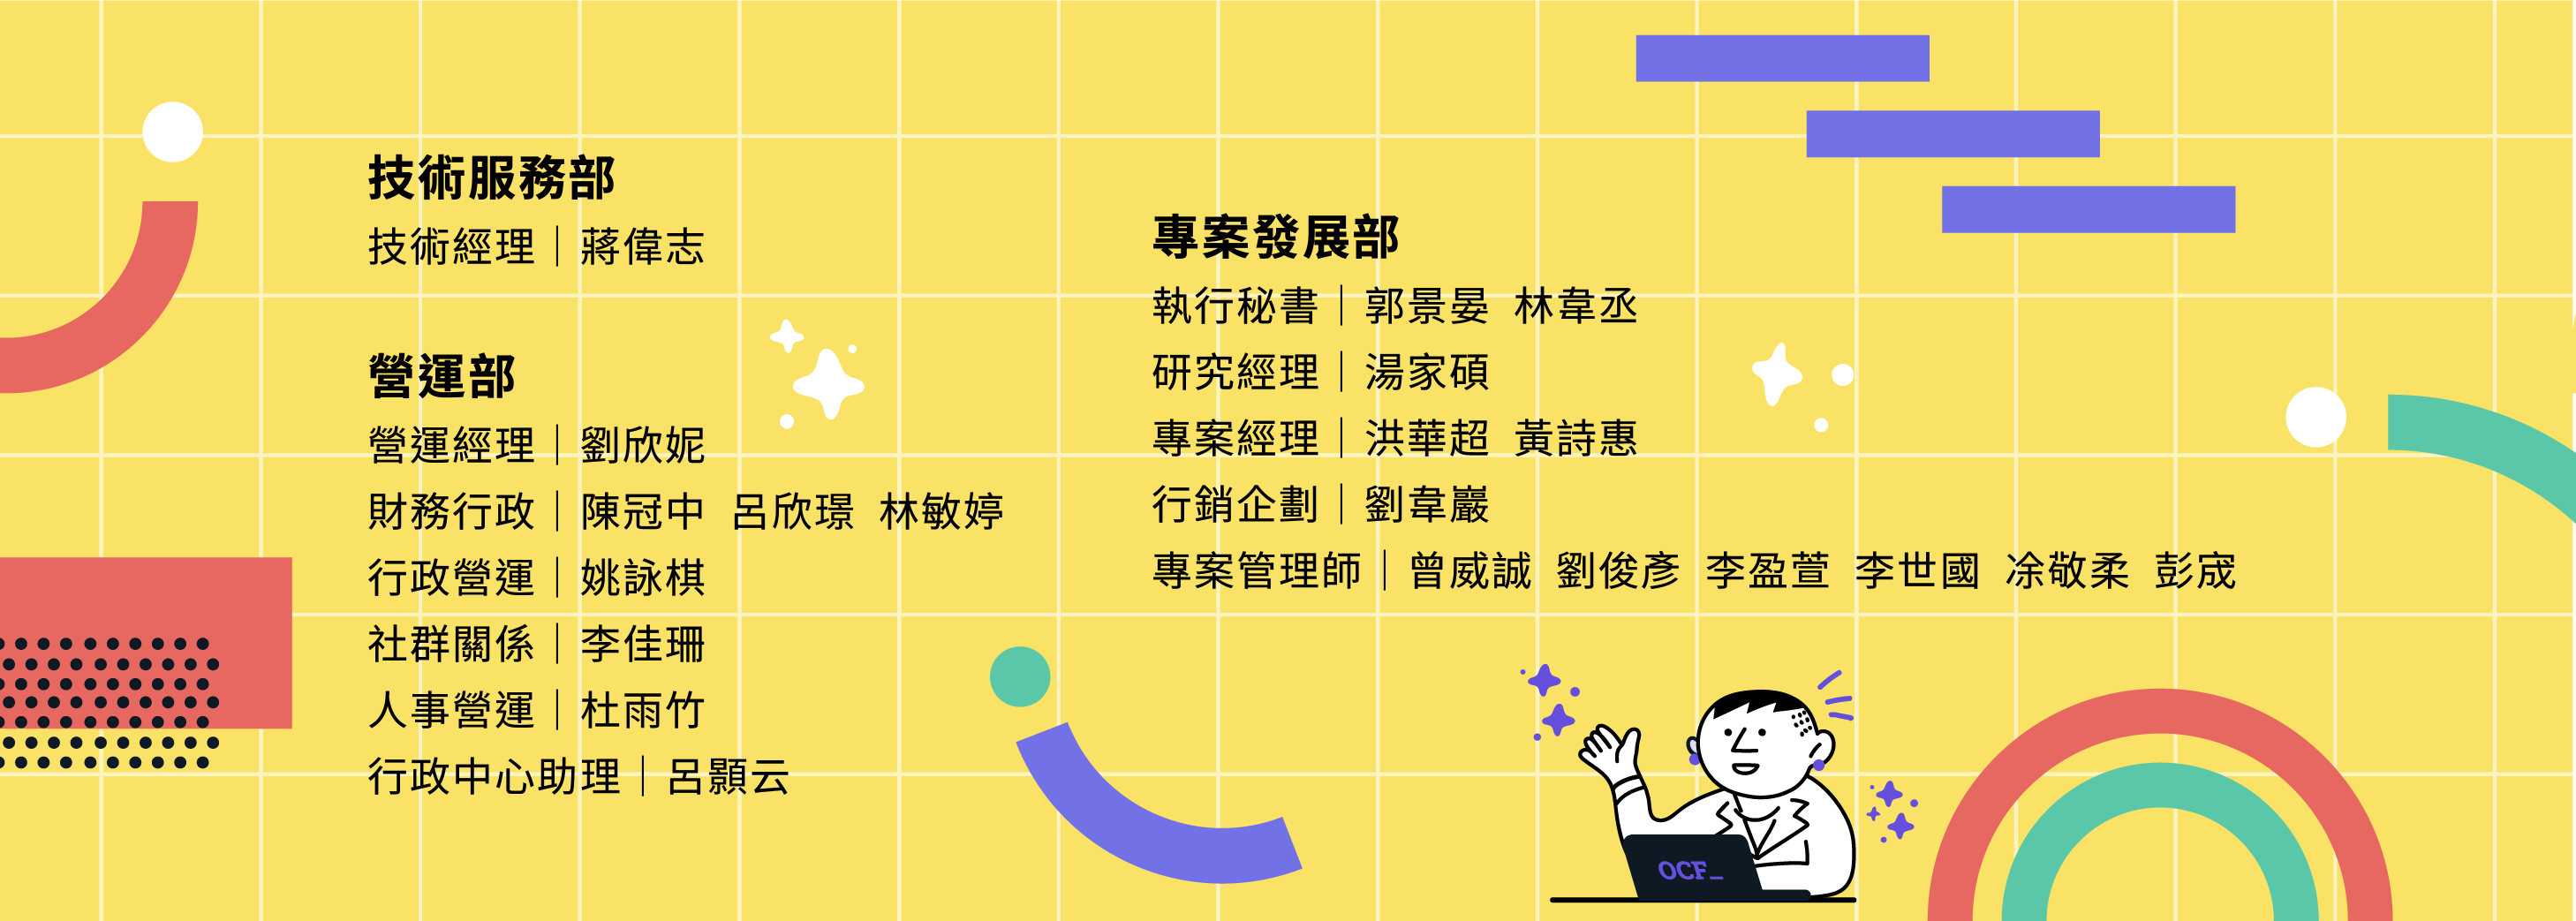 技術服務部
技術經理｜蔣偉志
營運部
營運經理｜劉欣妮
財務行政｜陳冠中 呂欣璟 林敏婷
行政營運｜姚詠棋
社群關係｜李佳珊
人事營運｜杜雨竹
行政中心助理｜呂顥云
專案發展部
執行秘書｜郭景晏 林韋丞
研究經理｜湯家碩
專案經理｜洪華超 黃詩惠
行銷企劃｜劉韋巖
專案管理師｜曾威誠 劉俊彥 李盈萱 李世國 凃敬柔 彭宬
OCF_